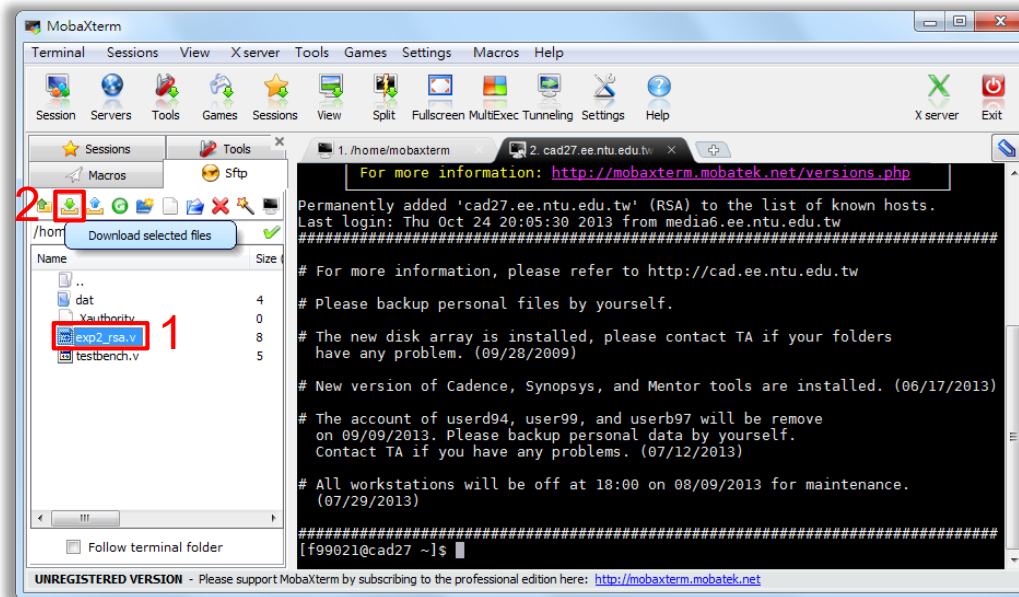 MobaXterm
Terminal Sessions View X server Tools Games Settings Macros Help
Session Servers Tools Games Sessions View Split Fullscreen MultiExec Tunneling Settings Help X server Exit
Sessions Tools
Macros Sftp
1. /home/mobaxterm 2. cad27.ee.ntu.edu.tw
2
/hom
Download selected files
Name Size (
..
dat 4
.Xauthority 0
exp2_rsa.v 8
1
testbench.v 5
Follow terminal folder
For more information: http://mobaxterm.mobatek.net/versions.php
Permanently added 'cad27.ee.ntu.edu.tw' (RSA) to the list of known hosts.
Last login: Thu Oct 24 20:05:30 2013 from media6.ee.ntu.edu.tw
################################################################################
# For more information, please refer to http://cad.ee.ntu.edu.tw
# Please backup personal files by yourself.
# The new disk array is installed, please contact TA if your folders
have any problem. (09/28/2009)
# New version of Cadence, Synopsys, and Mentor tools are installed. (06/17/2013)
# The account of userd94, user99, and userb97 will be remove
on 09/09/2013. Please backup personal data by yourself.
Contact TA if you have any problems. (07/12/2013)
# All workstations will be off at 18:00 on 08/09/2013 for maintenance.
(07/29/2013)
################################################################################
[f99021@cad27 ~]$
UNREGISTERED VERSION - Please support MobaXterm by subscribing to the professional edition here: http://mobaxterm.mobatek.net